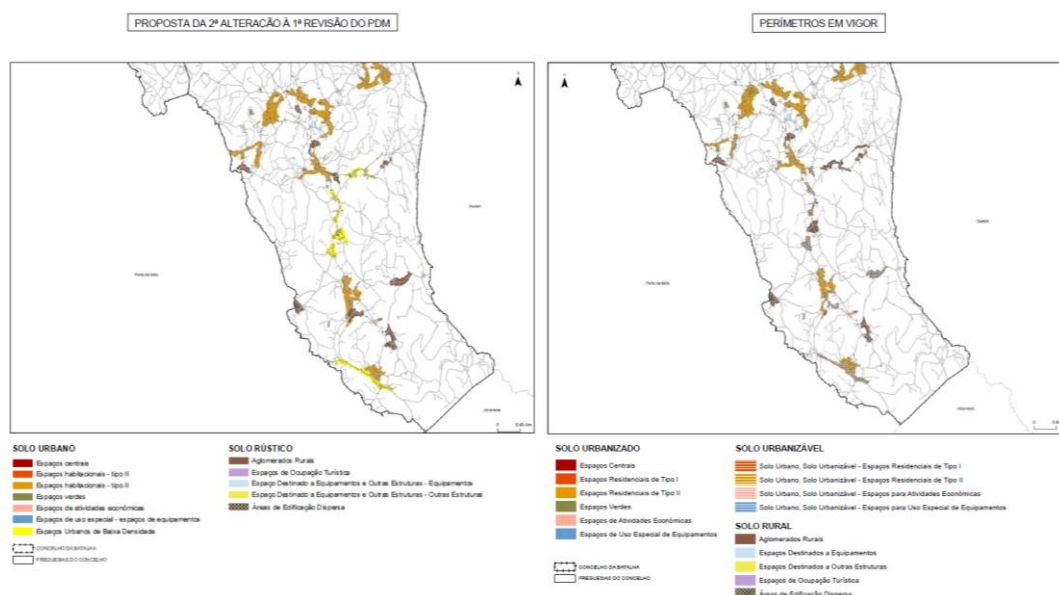 PROPOSTA DA 2ª ALTERAÇÃO À 1ª REVISÃO DO PDM
PERÍMETROS EM VIGOR
SOLO URBANO
Espaços centrais
Espaços habitacionais - tipo II
Espaços habitacionais - tipo II
Espaços verdes
Espaços de atividades económicas
Espaços de uso especial - espaços de equipamentos
Espaços Urbanos de Baixa Densidade
CONCELHO DA BATALHA
FREGUESIAS DO CONCELHO
SOLO RÚSTICO
Aglomerados Rurais
Espaços de Ocupação Turística
Espaço Destinado a Equipamentos e Outras Estruturas - Equipamentos
Espaço Destinado a Equipamentos e Outras Estruturas - Outras Estruturas
Áreas de Edificação Dispersa
SOLO URBANIZADO
Espaços Centrais
Espaços Residenciais de Tipo I
Espaços Residenciais de Tipo II
Espaços Verdes
Espaços de Atividades Económicas
Espaços de Uso Especial de Equipamentos
CONCELHO DA BATALHA
FREGUESIAS DO CONCELHO
SOLO URBANIZÁVEL
Solo Urbano, Solo Urbanizável - Espaços Residenciais de Tipo I
Solo Urbano, Solo Urbanizável - Espaços Residenciais de Tipo II
Solo Urbano, Solo Urbanizável - Espaços para Atividades Económicas
Solo Urbano, Solo Urbanizável - Espaços para Uso Especial de Equipamentos
SOLO RURAL
Aglomerados Rurais
Espaços Destinados a Equipamentos
Espaços Destinados a Outras Estruturas
Espaços de Ocupação Turística
Áreas de Edificação Dispersa